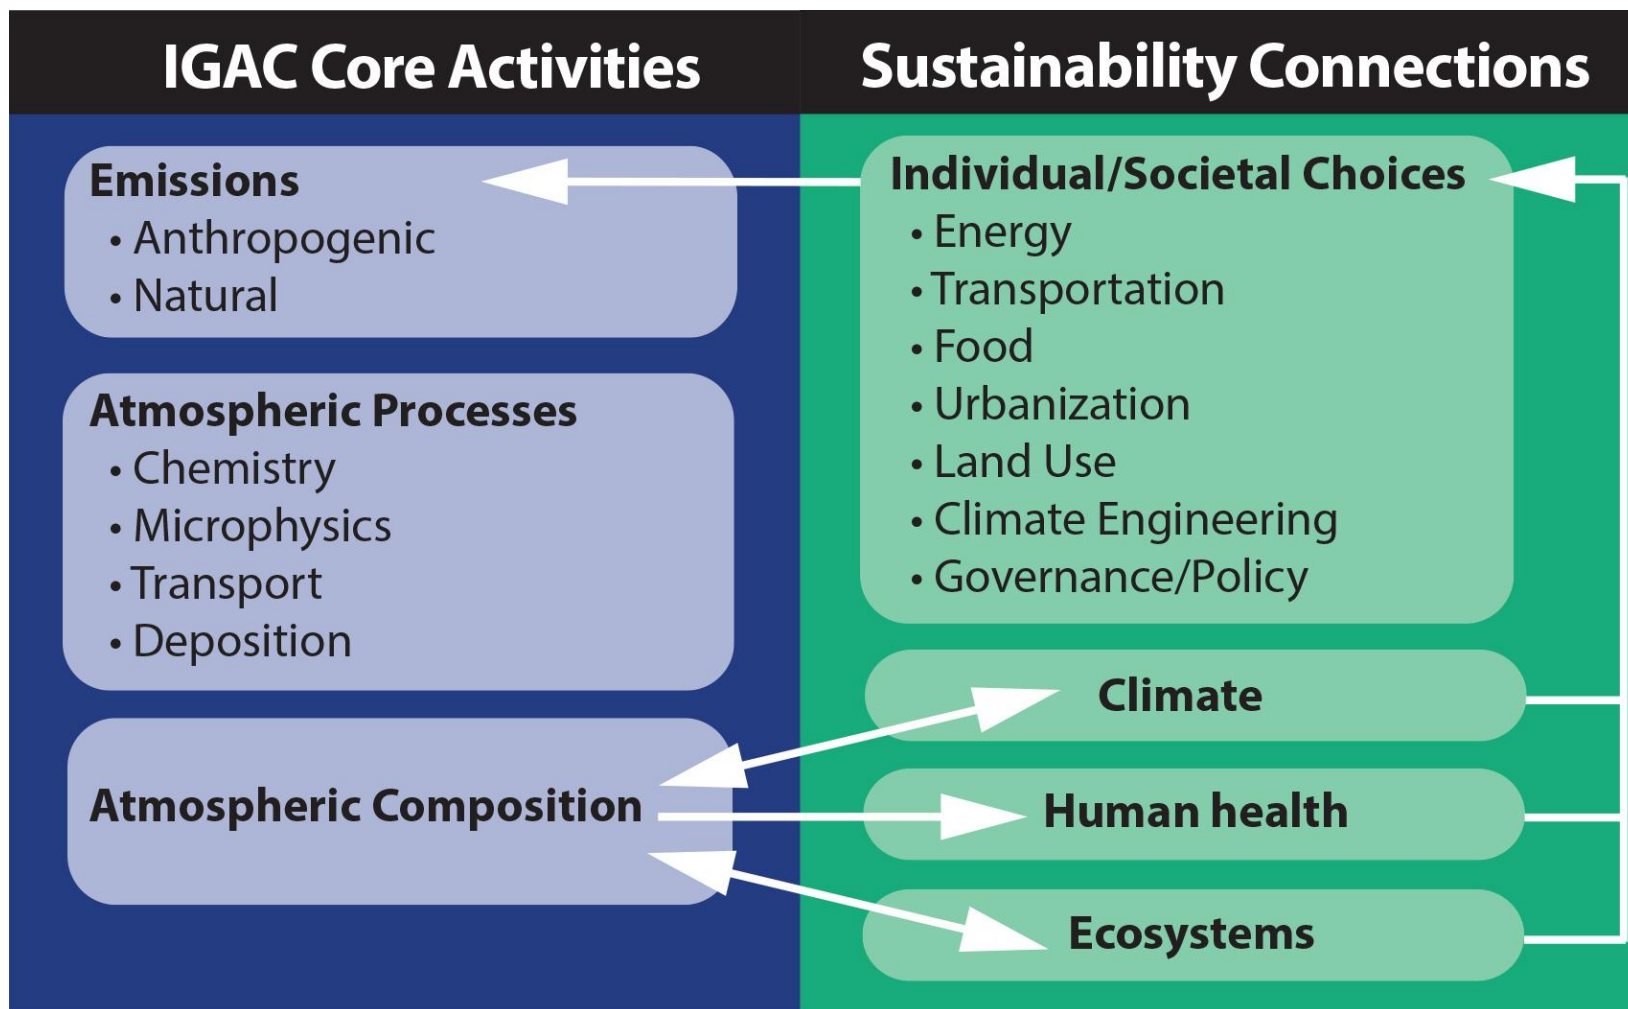 IGAC Core Activities
Emissions
• Anthropogenic
• Natural
Atmospheric Processes
• Chemistry
• Microphysics
• Transport
• Deposition
Atmospheric Composition
Sustainability Connections
Individual/Societal Choices
• Energy
• Transportation
• Food
• Urbanization
• Land Use
• Climate Engineering
• Governance/Policy
Climate
Human health
Ecosystems